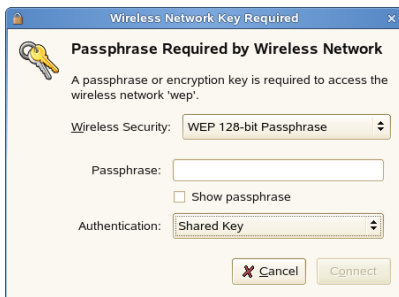 Wireless Network Key Required
Passphrase Required by Wireless Network
A passphrase or encryption key is required to access the
wireless network 'wep'.
Wireless Security: WEP 128-bit Passphrase
Passphrase:
Show passphrase
Authentication: Shared Key
Cancel Connect